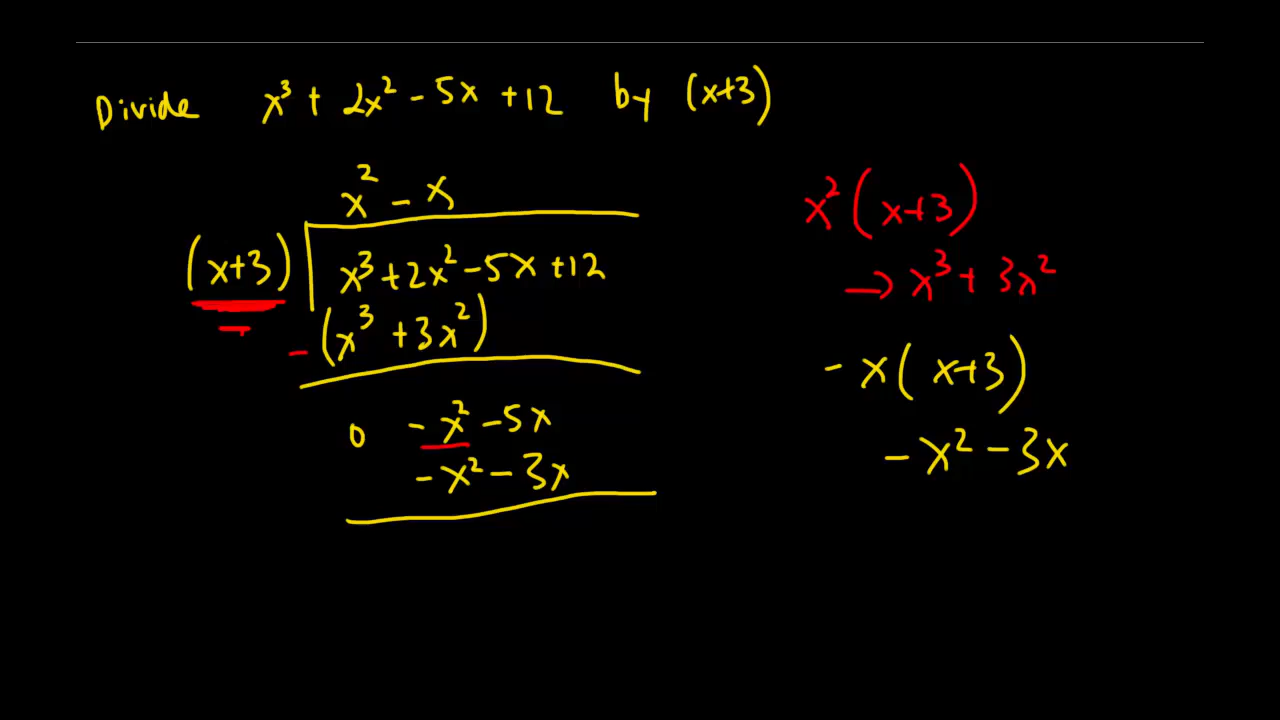 Divide x³ + 2x² - 5x + 12 by (x+3)
x² - x
(x+3) x³ + 2x² - 5x + 12
- (x³ + 3x²)
0 - x² - 5x
- x² - 3x
x² (x+3)
→ x³ + 3x²
- x (x+3)
- x² - 3x